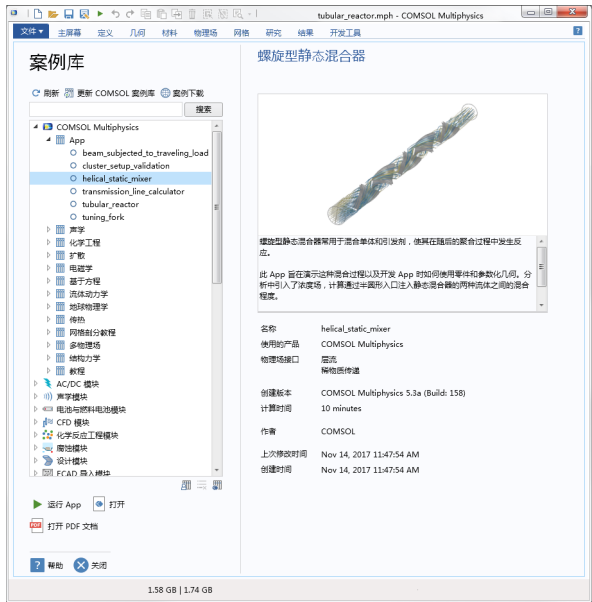 tubular_reactor.mph - COMSOL Multiphysics
文件 主屏幕 定义 几何 材料 物理场 网格 研究 结果 开发工具
案例库
刷新 更新 COMSOL 案例库 案例下载
搜索
COMSOL Multiphysics
App
beam_subjected_to_traveling_load
cluster_setup_validation
helical_static_mixer
transmission_line_calculator
tubular_reactor
tuning_fork
声学
化学工程
扩散
电磁学
基于方程
流体动力学
地球物理学
传热
网格剖分教程
多物理场
结构力学
教程
AC/DC 模块
声学模块
电池与燃料电池模块
CFD 模块
化学反应工程模块
腐蚀模块
设计模块
ECAD 导入模块
运行 App 打开
PDF 打开 PDF 文档
? 帮助 关闭
螺旋型静态混合器
螺旋型静态混合器常用于混合单体和引发剂，使其在随后的聚合过程中发生反
应。
此 App 旨在演示这种混合过程以及开发 App 时如何使用零件和参数化几何。分
析中引入了浓度场，计算通过半圆形入口注入静态混合器的两种流体之间的混合
程度。
名称 helical_static_mixer
使用的产品 COMSOL Multiphysics
物理场接口 层流
稀物质传递
创建版本 COMSOL Multiphysics 5.3a (Build: 158)
计算时间 10 minutes
作者 COMSOL
上次修改时间 Nov 14, 2017 11:47:54 AM
创建时间 Nov 14, 2017 11:47:54 AM
1.58 GB | 1.74 GB